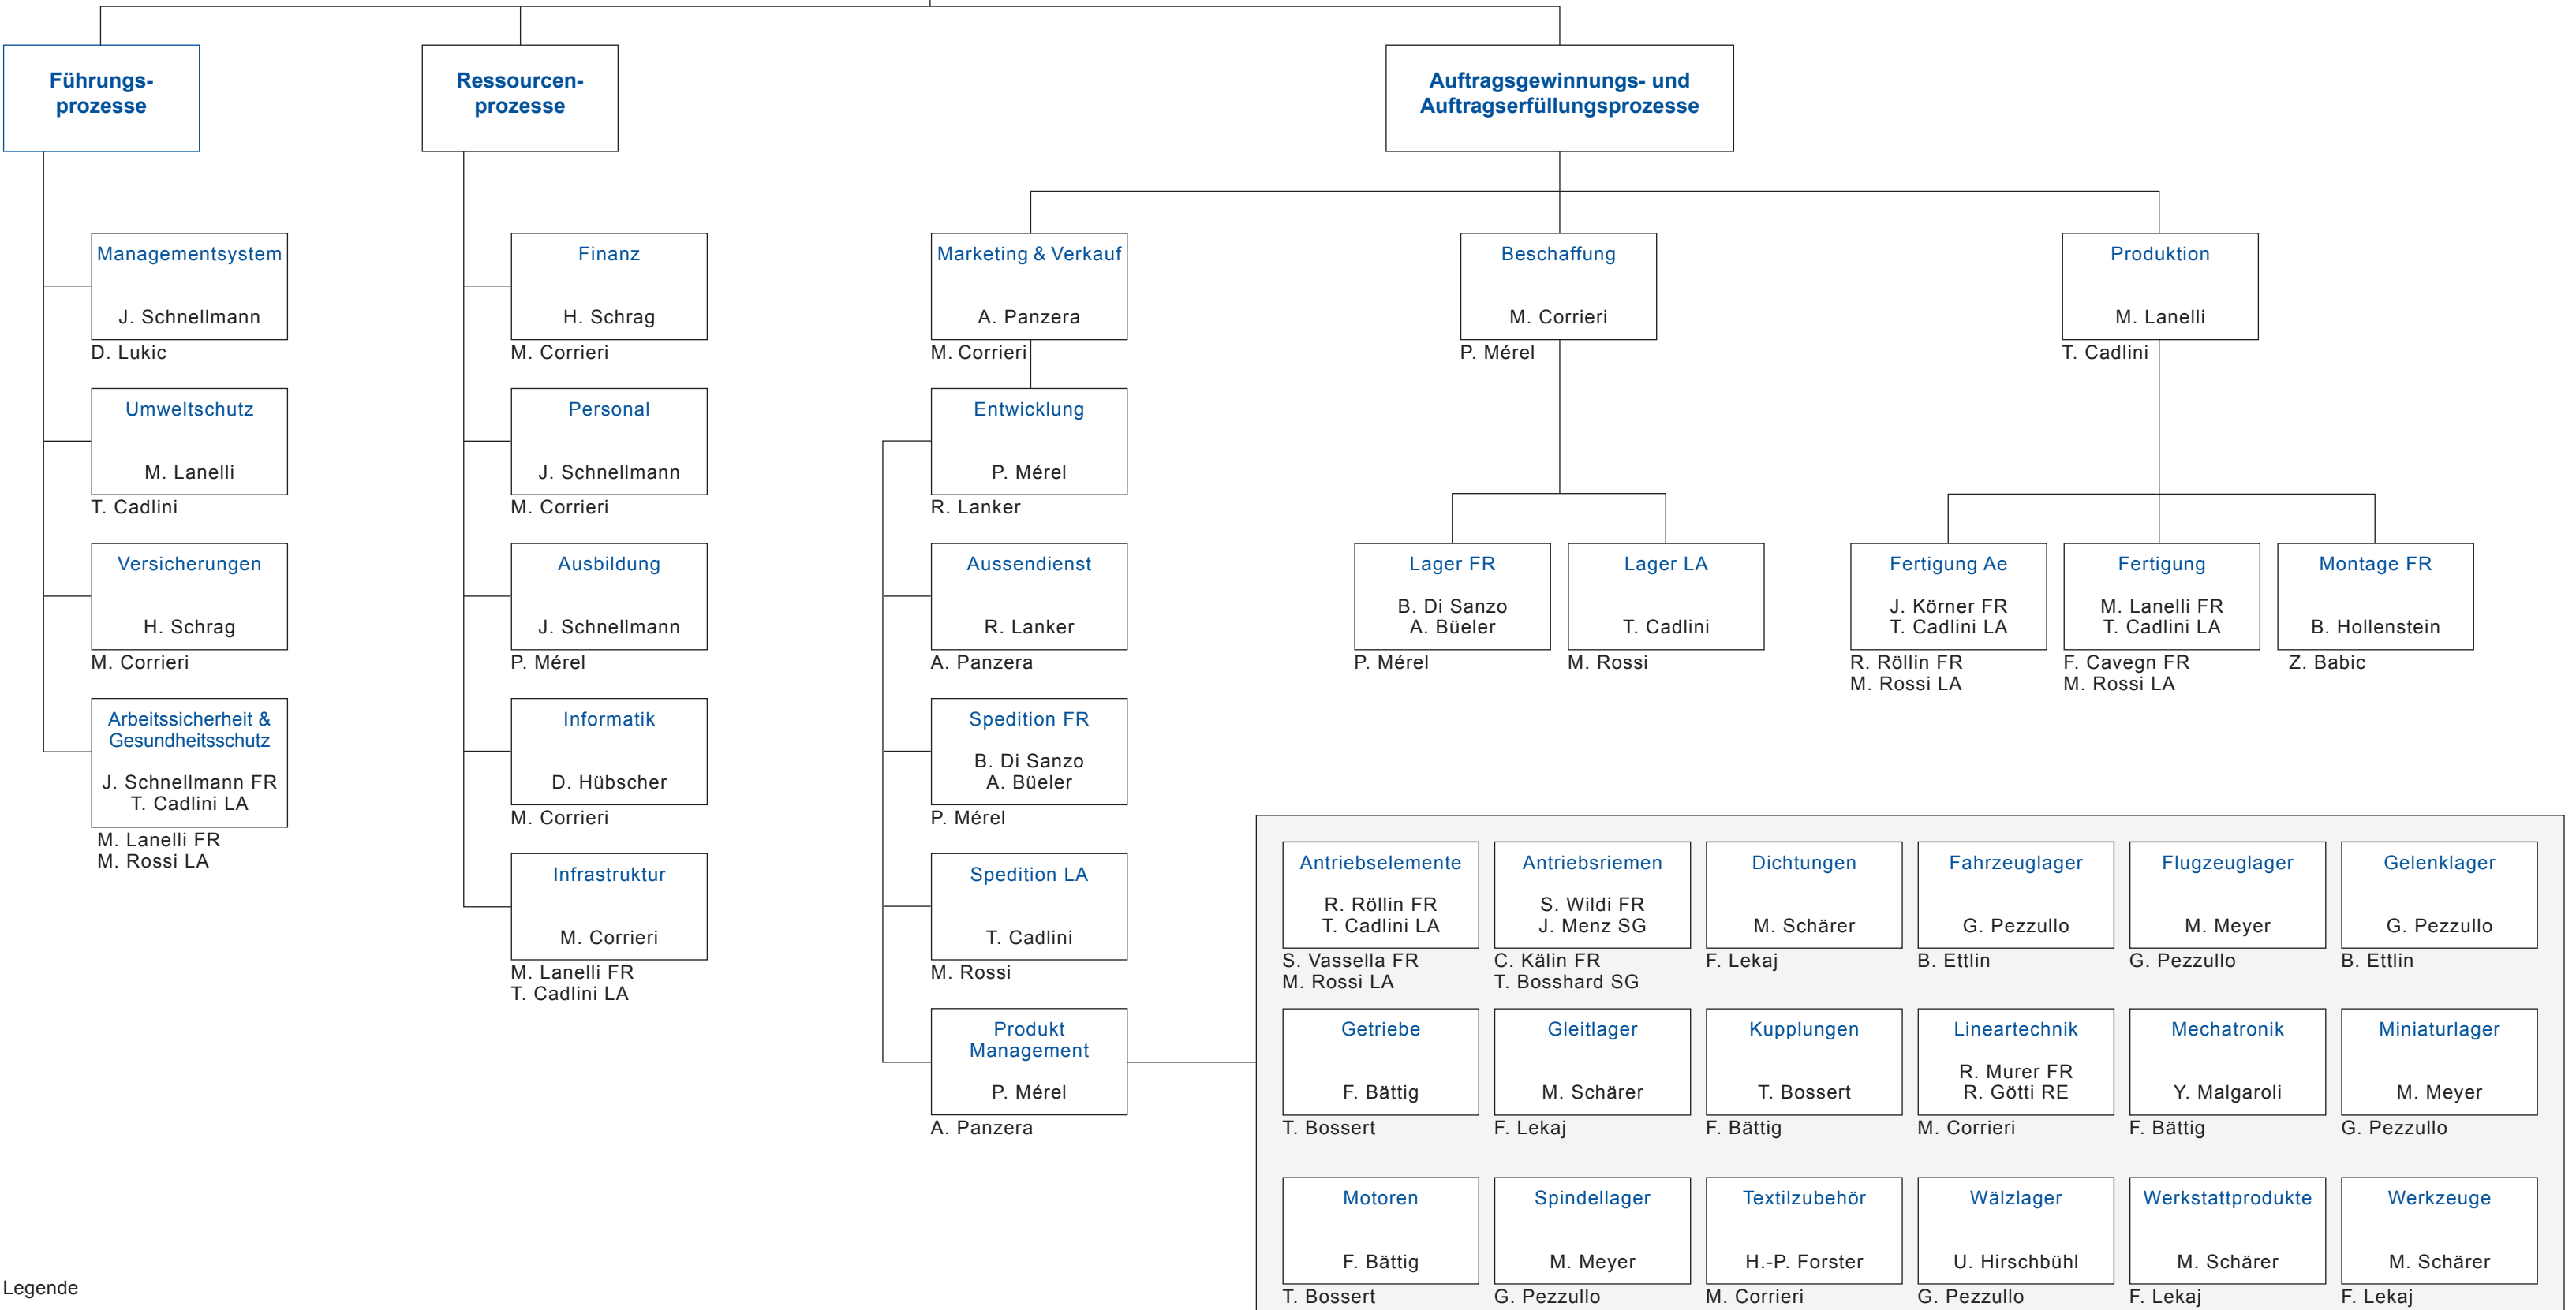 Führungs-
prozesse
Ressourcen-
prozesse
Auftragsgewinnungs- und
Auftragserfüllungsprozesse
Managementsystem
J. Schnellmann
D. Lukic
Umweltschutz
M. Lanelli
T. Cadlini
Versicherungen
H. Schrag
M. Corrieri
Arbeitssicherheit &
Gesundheitsschutz
J. Schnellmann FR
T. Cadlini LA
M. Lanelli FR
M. Rossi LA
Finanz
H. Schrag
M. Corrieri
Personal
J. Schnellmann
M. Corrieri
Ausbildung
J. Schnellmann
P. Mérel
Informatik
D. Hübscher
M. Corrieri
Infrastruktur
M. Corrieri
M. Lanelli FR
T. Cadlini LA
Marketing & Verkauf
A. Panzera
M. Corrieri
Entwicklung
P. Mérel
R. Lanker
Aussendienst
R. Lanker
A. Panzera
Spedition FR
B. Di Sanzo
A. Büeler
P. Mérel
Spedition LA
T. Cadlini
M. Rossi
Produkt
Management
P. Mérel
A. Panzera
Beschaffung
M. Corrieri
P. Mérel
Lager FR
B. Di Sanzo
A. Büeler
P. Mérel
Lager LA
T. Cadlini
M. Rossi
Produktion
M. Lanelli
T. Cadlini
Fertigung Ae
J. Körner FR
T. Cadlini LA
R. Röllin FR
M. Rossi LA
Fertigung
M. Lanelli FR
T. Cadlini LA
F. Cavegn FR
M. Rossi LA
Montage FR
B. Hollenstein
Z. Babic
Antriebselemente
R. Röllin FR
T. Cadlini LA
S. Vassella FR
M. Rossi LA
Antriebsriemen
S. Wildi FR
J. Menz SG
C. Kälin FR
T. Bosshard SG
Dichtungen
M. Schärer
F. Lekaj
Fahrzeuglager
G. Pezzullo
B. Ettlin
Flugzeuglager
M. Meyer
G. Pezzullo
Gelenklager
G. Pezzullo
B. Ettlin
Getriebe
F. Bättig
T. Bossert
Gleitlager
M. Schärer
F. Lekaj
Kupplungen
T. Bossert
F. Bättig
Lineartechnik
R. Murer FR
R. Götti RE
M. Corrieri
Mechatronik
Y. Malgaroli
F. Bättig
Miniaturlager
M. Meyer
G. Pezzullo
Motoren
F. Bättig
T. Bossert
Spindellager
M. Meyer
G. Pezzullo
Textilzubehör
H.-P. Forster
M. Corrieri
Wälzlager
U. Hirschbühl
G. Pezzullo
Werkstattprodukte
M. Schärer
F. Lekaj
Werkzeuge
M. Schärer
F. Lekaj
Legende